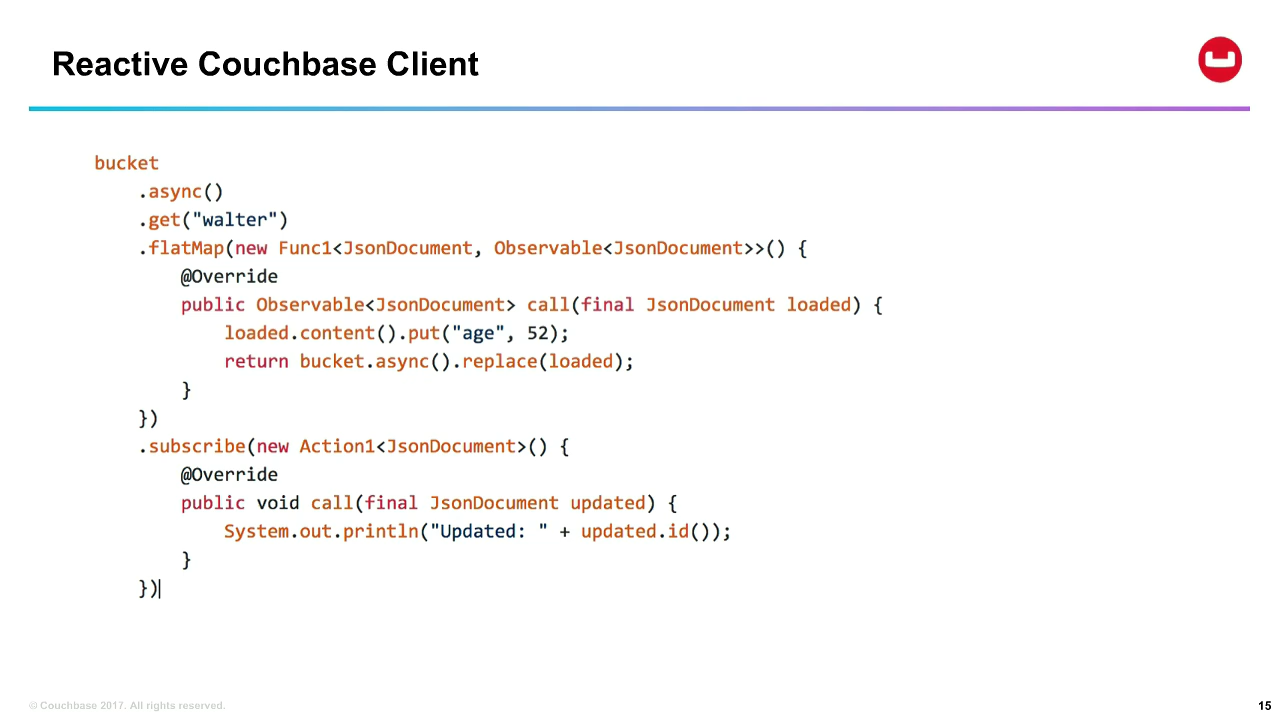 Reactive Couchbase Client
bucket
.async()
.get("walter")
.flatMap(new Func1<JsonDocument, Observable<JsonDocument>>() {
@Override
public Observable<JsonDocument> call(final JsonDocument loaded) {
loaded.content().put("age", 52);
return bucket.async().replace(loaded);
}
})
.subscribe(new Action1<JsonDocument>() {
@Override
public void call(final JsonDocument updated) {
System.out.println("Updated: " + updated.id());
}
})
© Couchbase 2017. All rights reserved.
15